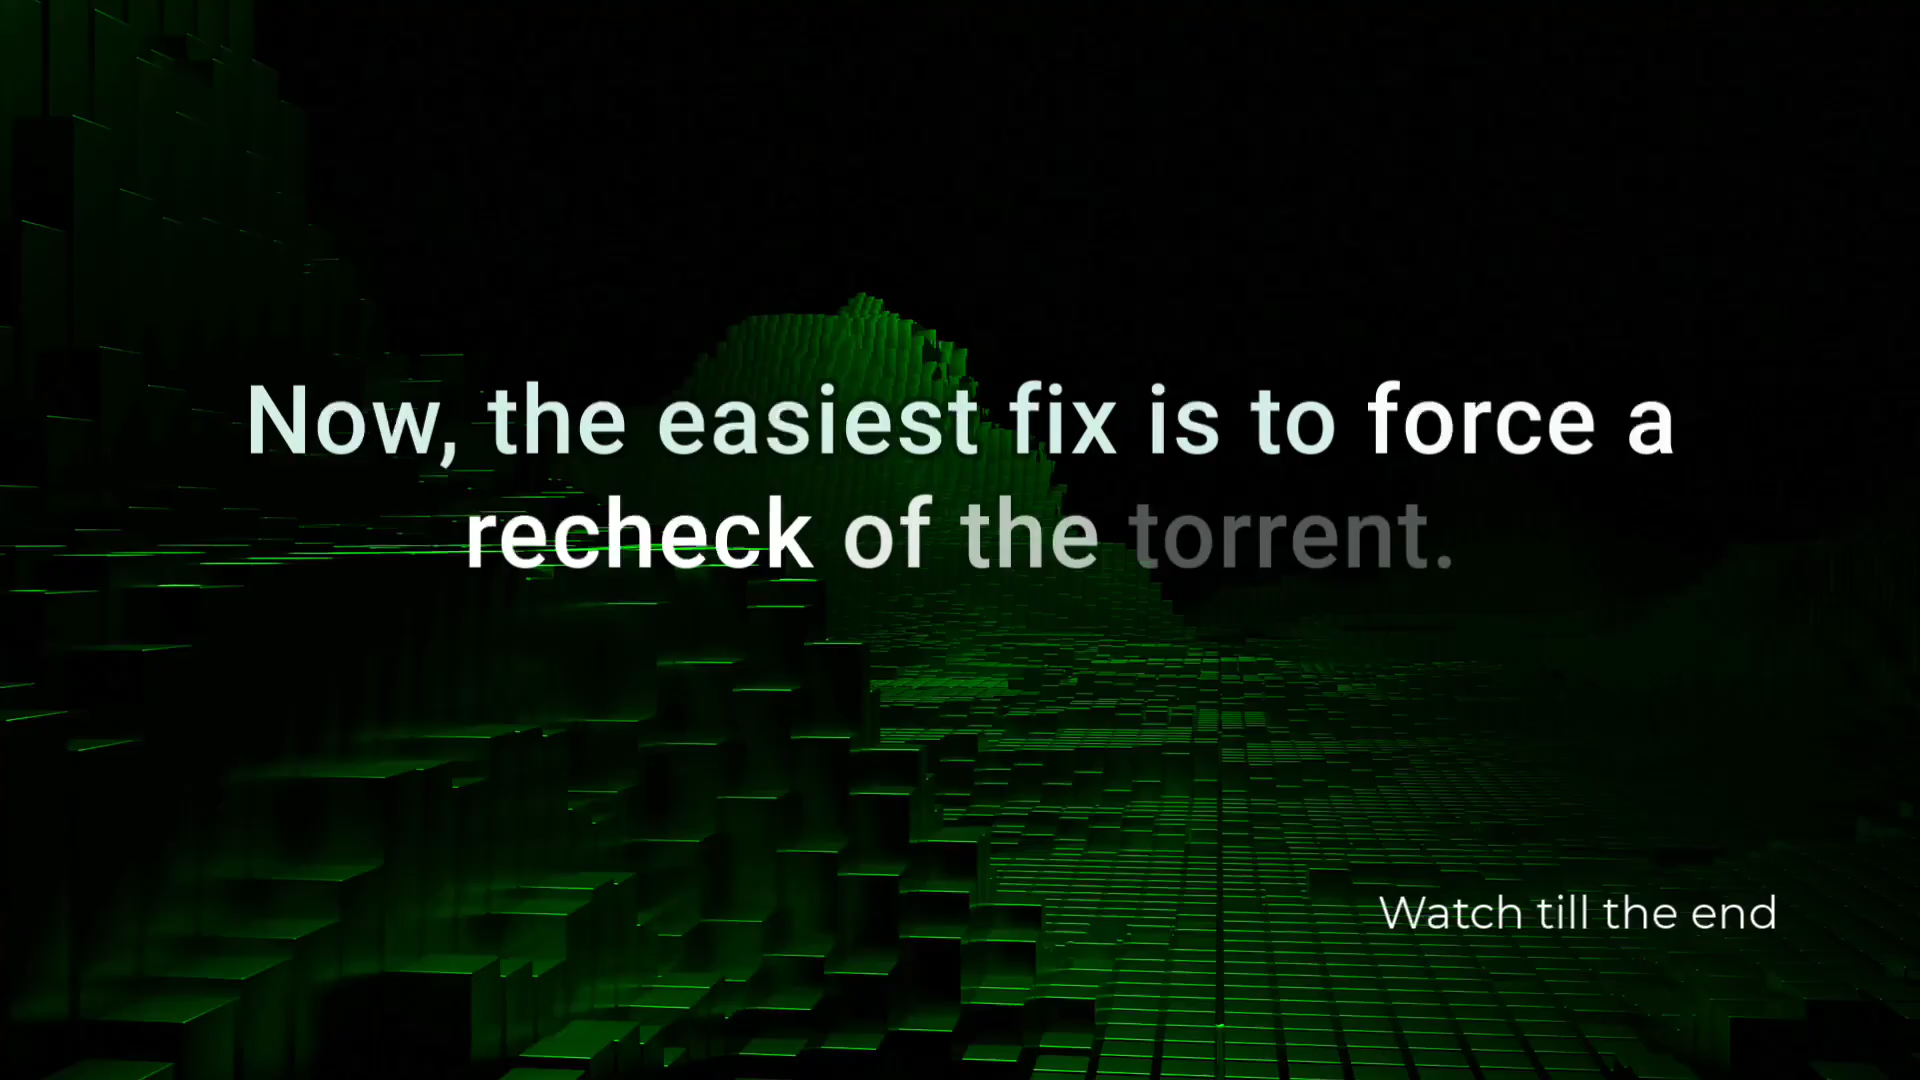 Now, the easiest fix is to force a
recheck of the torrent.
Watch till the end